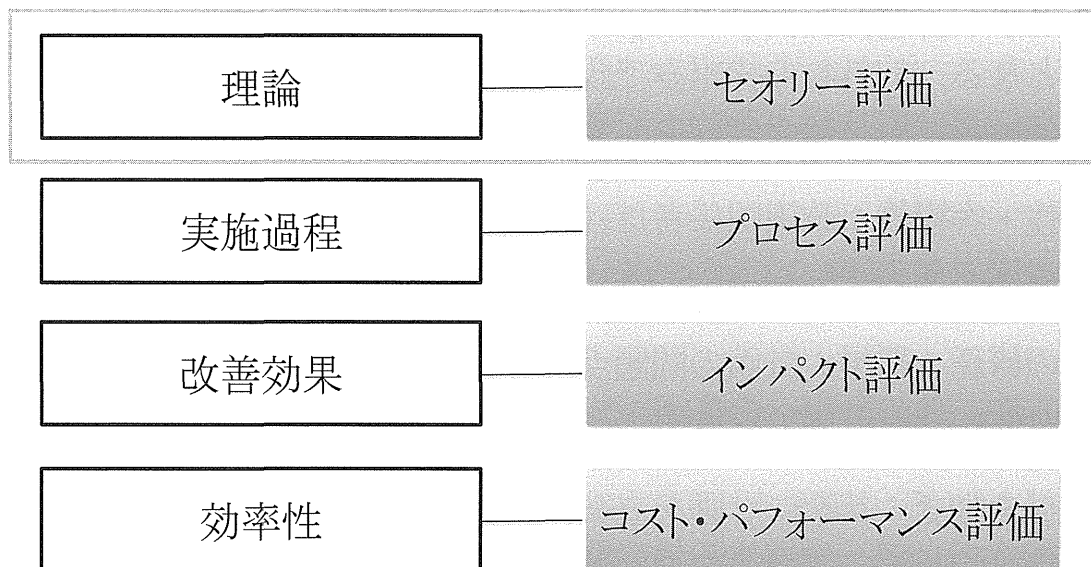 理論
セオリー評価
実施過程
プロセス評価
改善効果
インパクト評価
効率性
コスト・パフォーマンス評価